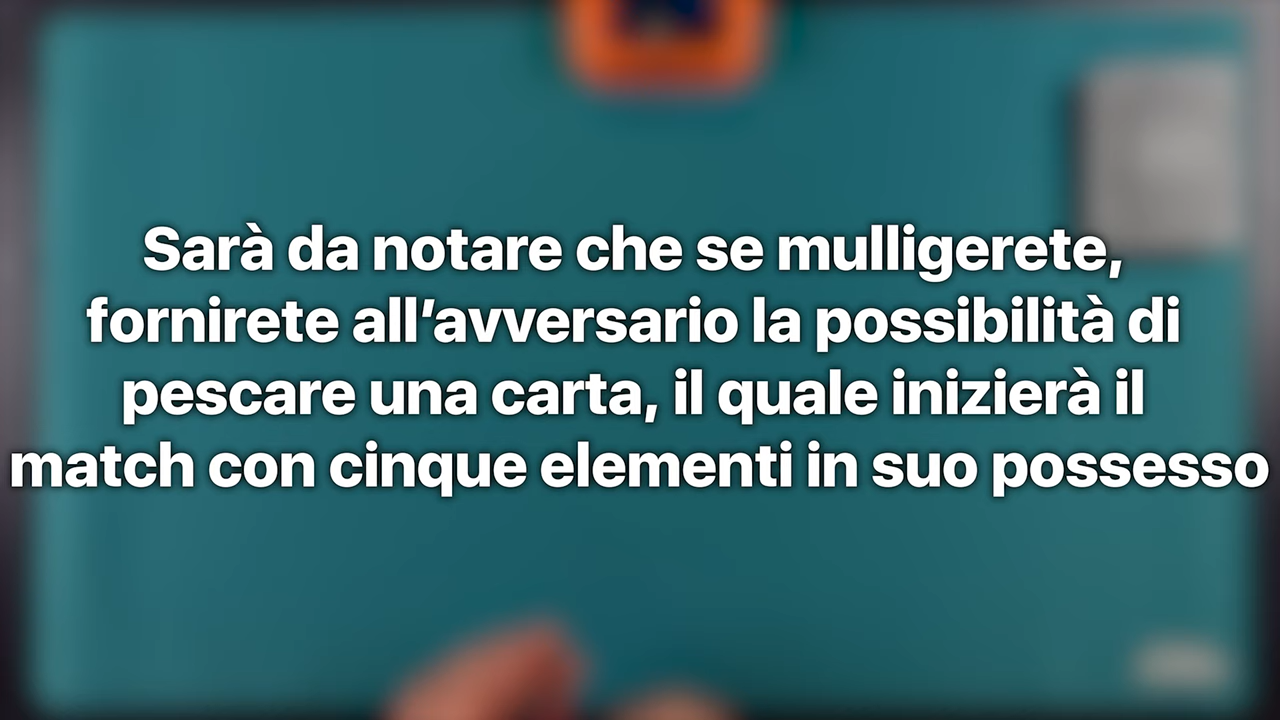 Sarà da notare che se mulligerete,
fornirete all’avversario la possibilità di
pescare una carta, il quale inizierà il
match con cinque elementi in suo possesso